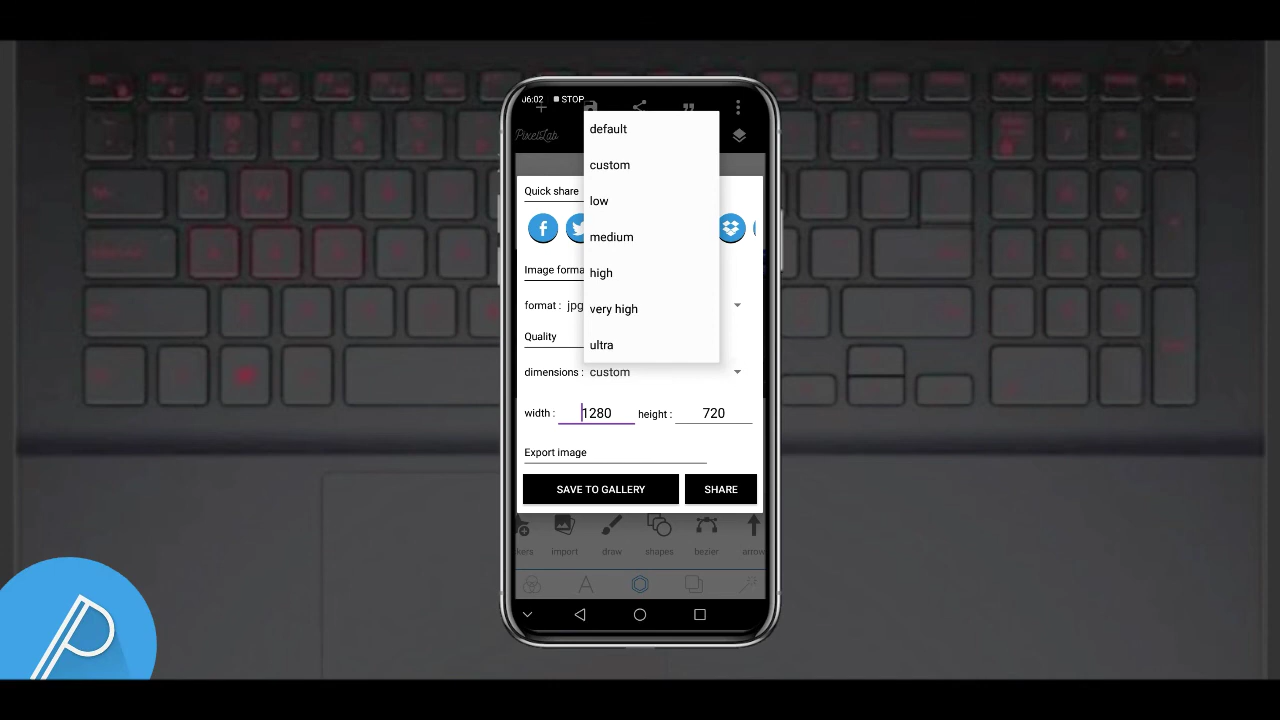 06:02 STOP
PixelLab
default
custom
low
medium
high
very high
ultra
Quick share
Image forma
format : jpg
Quality
dimensions : custom
width : 1280 height : 720
Export image
SAVE TO GALLERY SHARE
kers import draw shapes bezier arrow